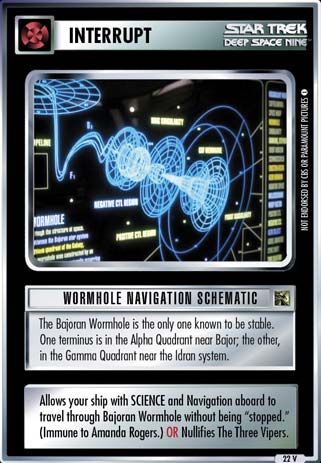 INTERRUPT
STAR TREK
DEEP SPACE NINE
NOT ENDORSED BY CBS OR PARAMOUNT PICTURES
RING SINGULARITY
NEGATIVE CTL REGION
POSITIVE CTL REGION
WORMHOLE
WORMHOLE NAVIGATION SCHEMATIC
The Bajoran Wormhole is the only one known to be stable.
One terminus is in the Alpha Quadrant near Bajor; the other,
in the Gamma Quadrant near the Idran system.
Allows your ship with SCIENCE and Navigation aboard to
travel through Bajoran Wormhole without being “stopped.”
(Immune to Amanda Rogers.) OR Nullifies The Three Vipers.
22 V